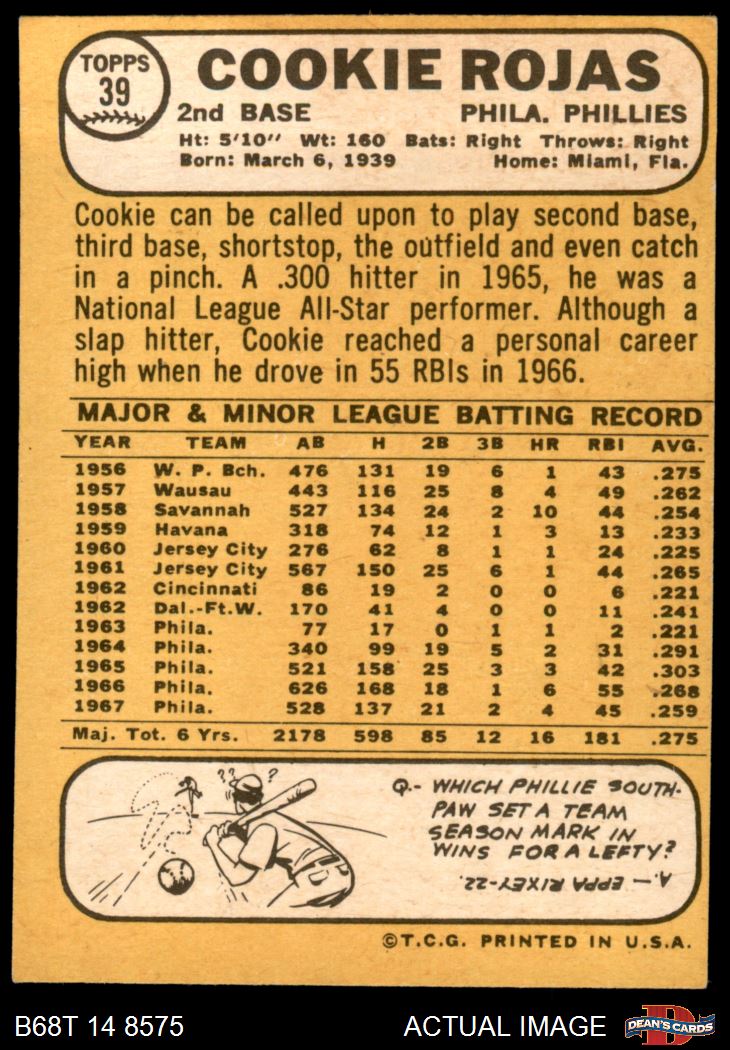 TOPPS
39
COOKIE ROJAS
2nd BASE PHILA. PHILLIES
Ht: 5'10" Wt: 160 Bats: Right Throws: Right
Born: March 6, 1939 Home: Miami, Fla.
Cookie can be called upon to play second base,
third base, shortstop, the outfield and even catch
in a pinch. A .300 hitter in 1965, he was a
National League All-Star performer. Although a
slap hitter, Cookie reached a personal career
high when he drove in 55 RBIs in 1966.
MAJOR & MINOR LEAGUE BATTING RECORD
YEAR TEAM AB H 2B 3B HR RBI AVG.
1956 W. P. Bch. 476 131 19 6 1 43 .275
1957 Wausau 443 116 25 8 4 49 .262
1958 Savannah 527 134 24 2 10 44 .254
1959 Havana 318 74 12 1 3 13 .233
1960 Jersey City 276 62 8 1 1 24 .225
1961 Jersey City 567 150 25 6 1 44 .265
1962 Cincinnati 86 19 2 0 0 6 .221
1962 Dal.-Ft.W. 170 41 4 0 0 11 .241
1963 Phila. 77 17 0 1 1 2 .221
1964 Phila. 340 99 19 5 2 31 .291
1965 Phila. 521 158 25 3 3 42 .303
1966 Phila. 626 168 18 1 6 55 .268
1967 Phila. 528 137 21 2 4 45 .259
Maj. Tot. 6 Yrs. 2178 598 85 12 16 181 .275
?? ?
Q.- WHICH PHILLIE SOUTH-
PAW SET A TEAM
SEASON MARK IN
WINS FOR A LEFTY?
A. — EPPA RIXEY-22.
©T.C.G. PRINTED IN U.S.A.
B68T 14 8575 ACTUAL IMAGE
D
DEAN'S CARDS